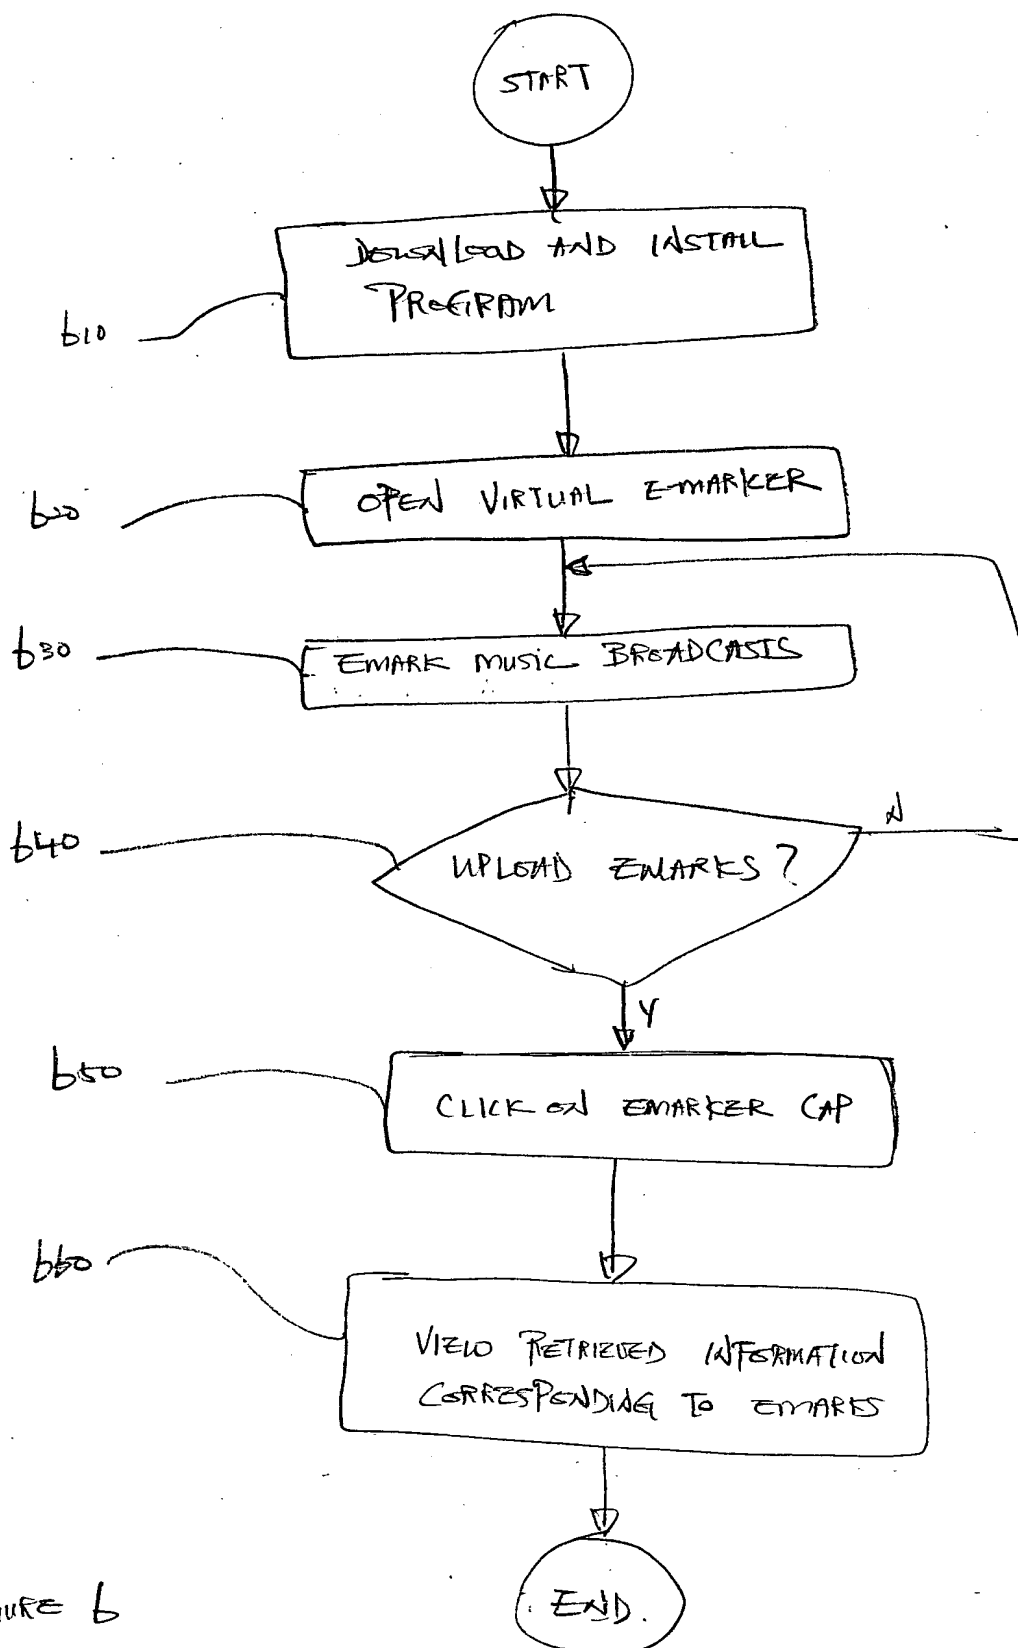 START
DOWNLOAD AND INSTALL
PROGRAM
610
OPEN VIRTUAL E-MARKER
620
EMARK MUSIC BROADCASTS
630
UPLOAD EMARKS?
N
640
Y
CLICK ON EMARKER CAP
650
VIEW RETRIEVED INFORMATION
CORRESPONDING TO EMARKS
660
END.
URE 6